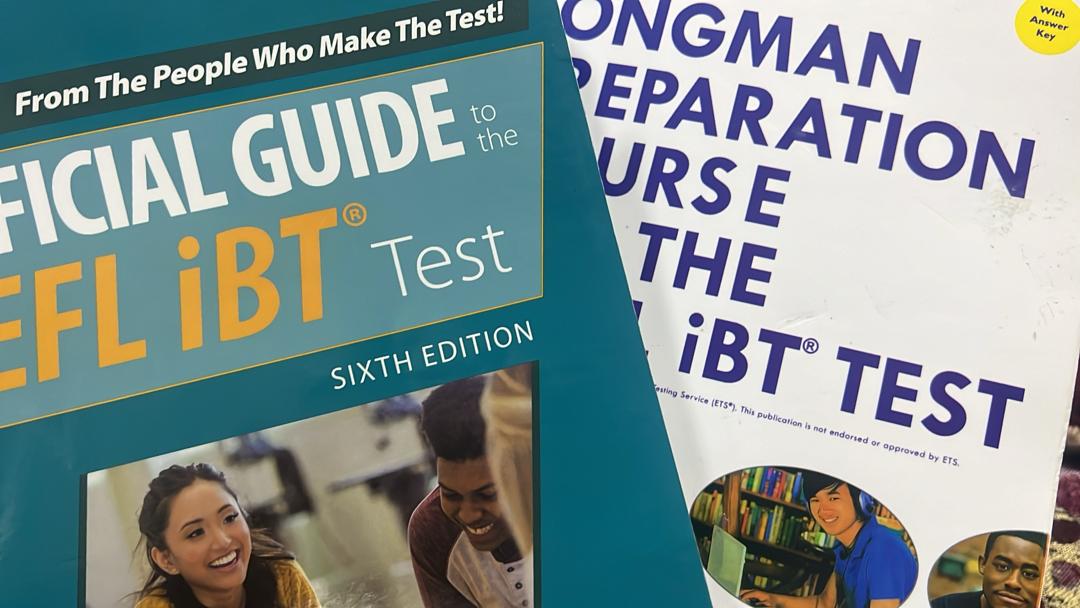 From The People Who Make The Test!
FICIAL GUIDE to the
EFL iBT® Test
SIXTH EDITION
With
Answer
Key
ONGMAN
REPARATION
URSE
THE
iBT® TEST
Testing Service (ETS®). This publication is not endorsed or approved by ETS.